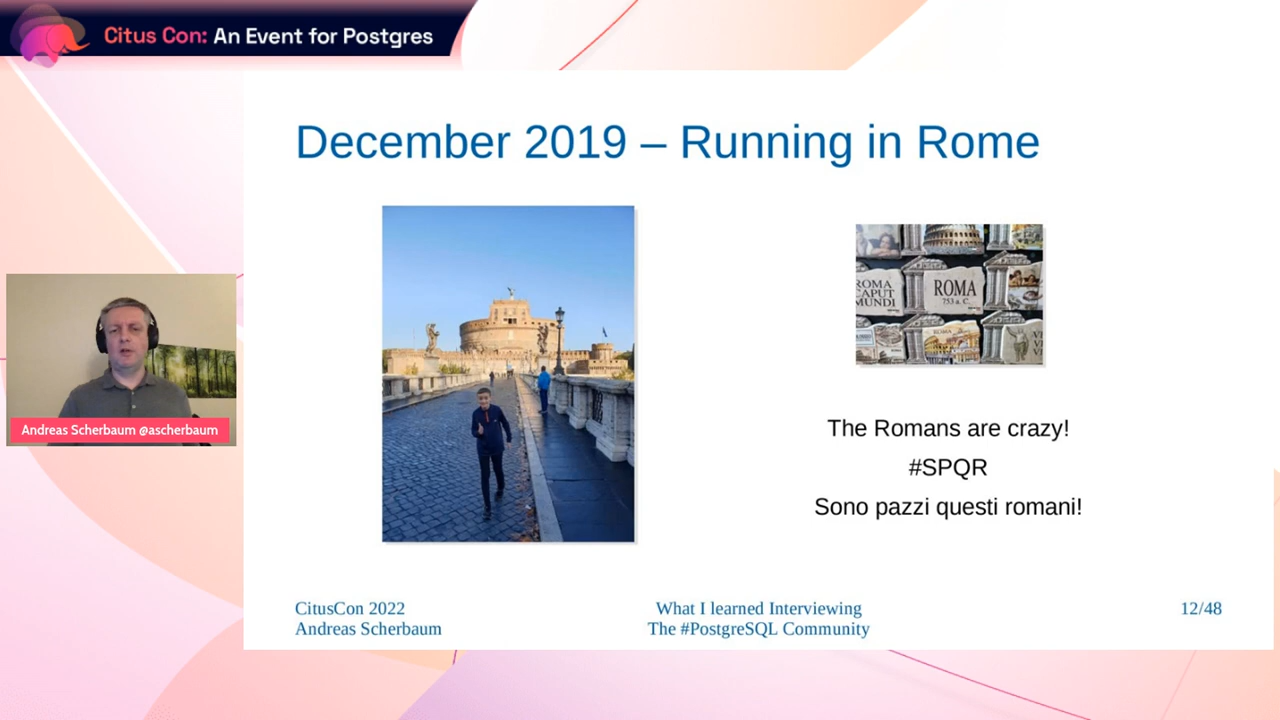 Citus Con: An Event for Postgres
December 2019 – Running in Rome
ROMA
CAPUT
MUNDI
ROMA
753 a. C.
ROMA
The Romans are crazy!
#SPQR
Sono pazzi questi romani!
Andreas Scherbaum @ascherbaum
CitusCon 2022
Andreas Scherbaum
What I learned Interviewing
The #PostgreSQL Community
12/48